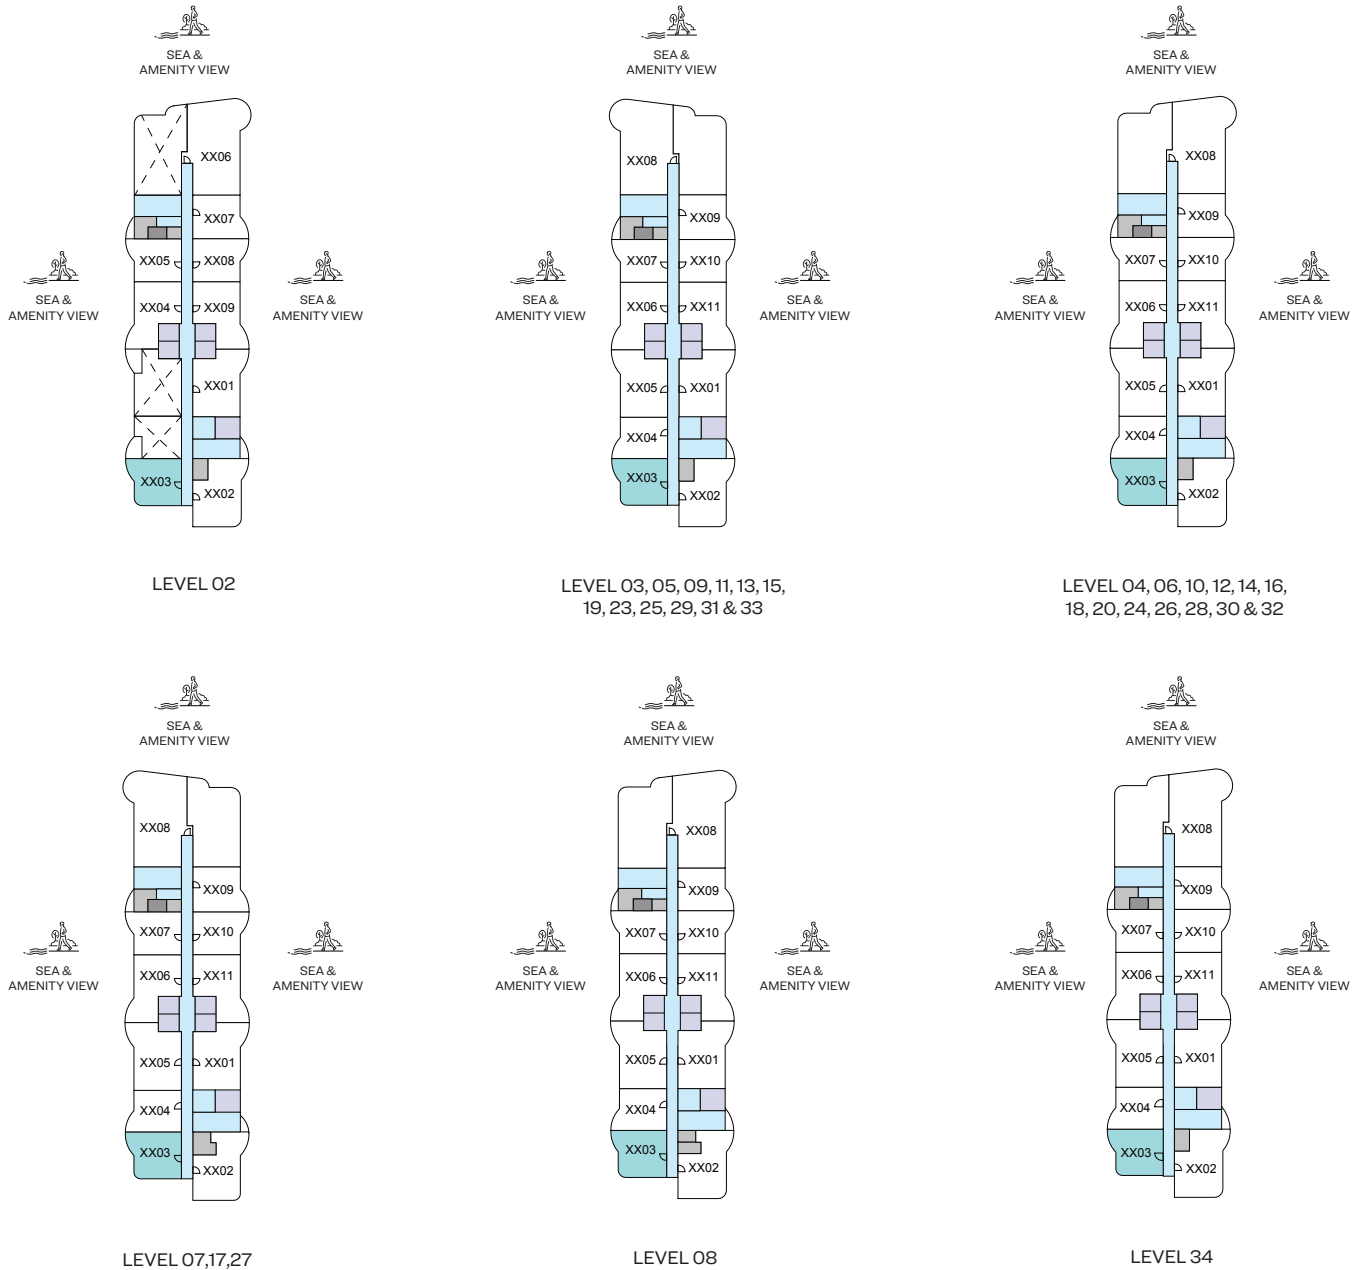 SEA &
AMENITY VIEW
SEA &
AMENITY VIEW
SEA &
AMENITY VIEW
XX06
XX07
XX05
XX08
XX04
XX09
XX01
XX03
XX02
LEVEL 02
SEA &
AMENITY VIEW
SEA &
AMENITY VIEW
SEA &
AMENITY VIEW
XX08
XX09
XX07
XX10
XX06
XX11
XX05
XX01
XX04
XX03
XX02
LEVEL 03, 05, 09, 11, 13, 15,
19, 23, 25, 29, 31 & 33
SEA &
AMENITY VIEW
SEA &
AMENITY VIEW
SEA &
AMENITY VIEW
XX08
XX09
XX07
XX10
XX06
XX11
XX05
XX01
XX04
XX03
XX02
LEVEL 04, 06, 10, 12, 14, 16,
18, 20, 24, 26, 28, 30 & 32
SEA &
AMENITY VIEW
SEA &
AMENITY VIEW
SEA &
AMENITY VIEW
XX08
XX09
XX07
XX10
XX06
XX11
XX05
XX01
XX04
XX03
XX02
LEVEL 07,17,27
SEA &
AMENITY VIEW
SEA &
AMENITY VIEW
SEA &
AMENITY VIEW
XX08
XX09
XX07
XX10
XX06
XX11
XX05
XX01
XX04
XX03
XX02
LEVEL 08
SEA &
AMENITY VIEW
SEA &
AMENITY VIEW
SEA &
AMENITY VIEW
XX08
XX09
XX07
XX10
XX06
XX11
XX05
XX01
XX04
XX03
XX02
LEVEL 34